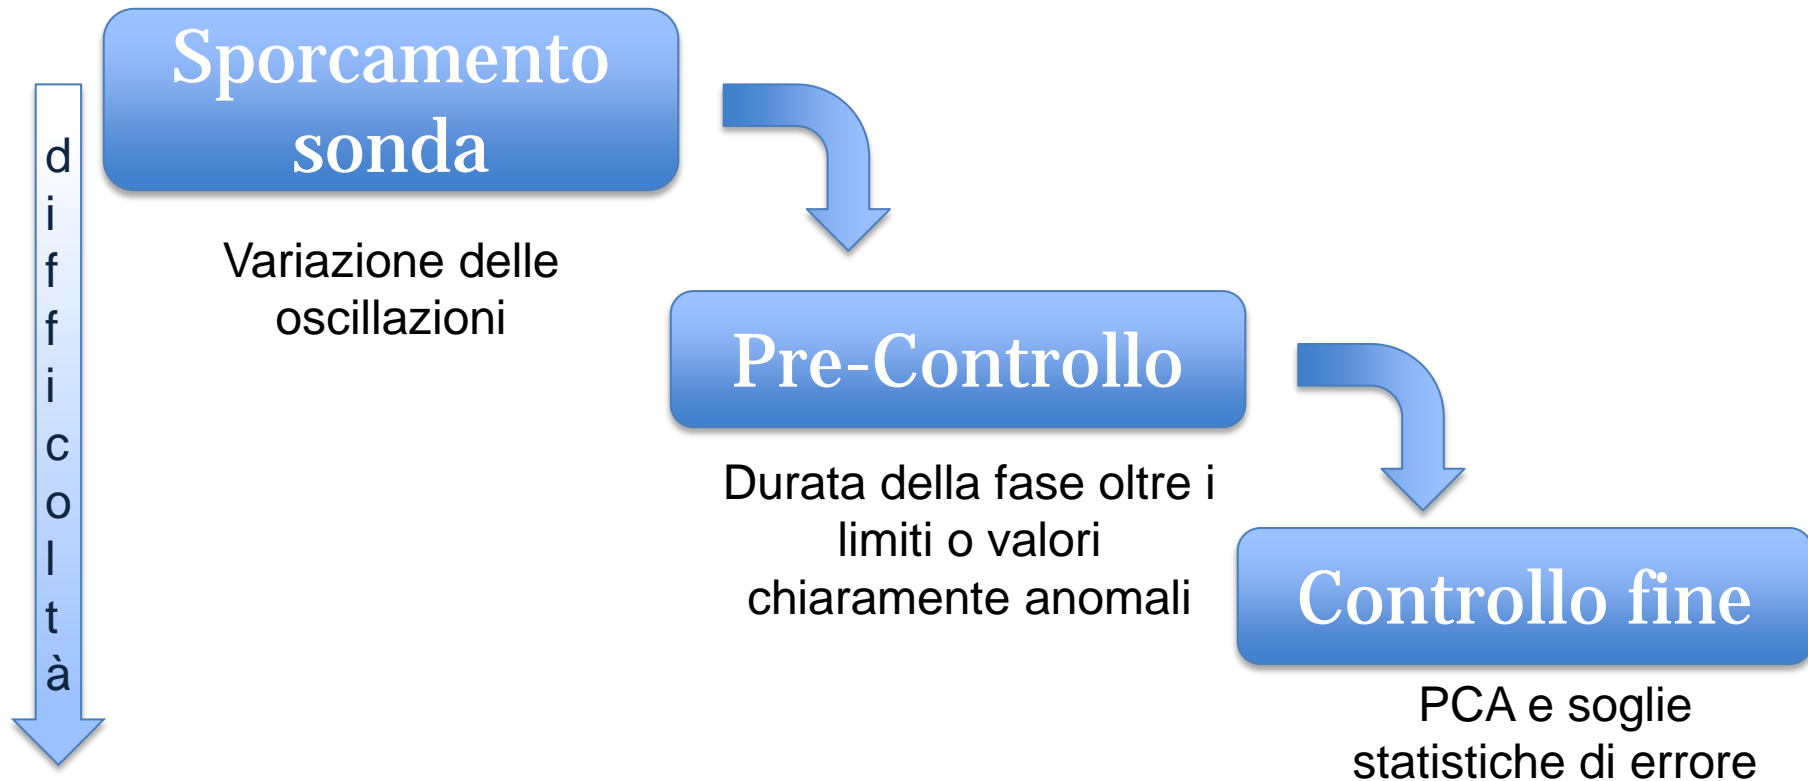 Sporcamento
sonda
difficoltà
Variazione delle
oscillazioni
Pre-Controllo
Durata della fase oltre i
limiti o valori
chiaramente anomali
Controllo fine
PCA e soglie
statistiche di errore